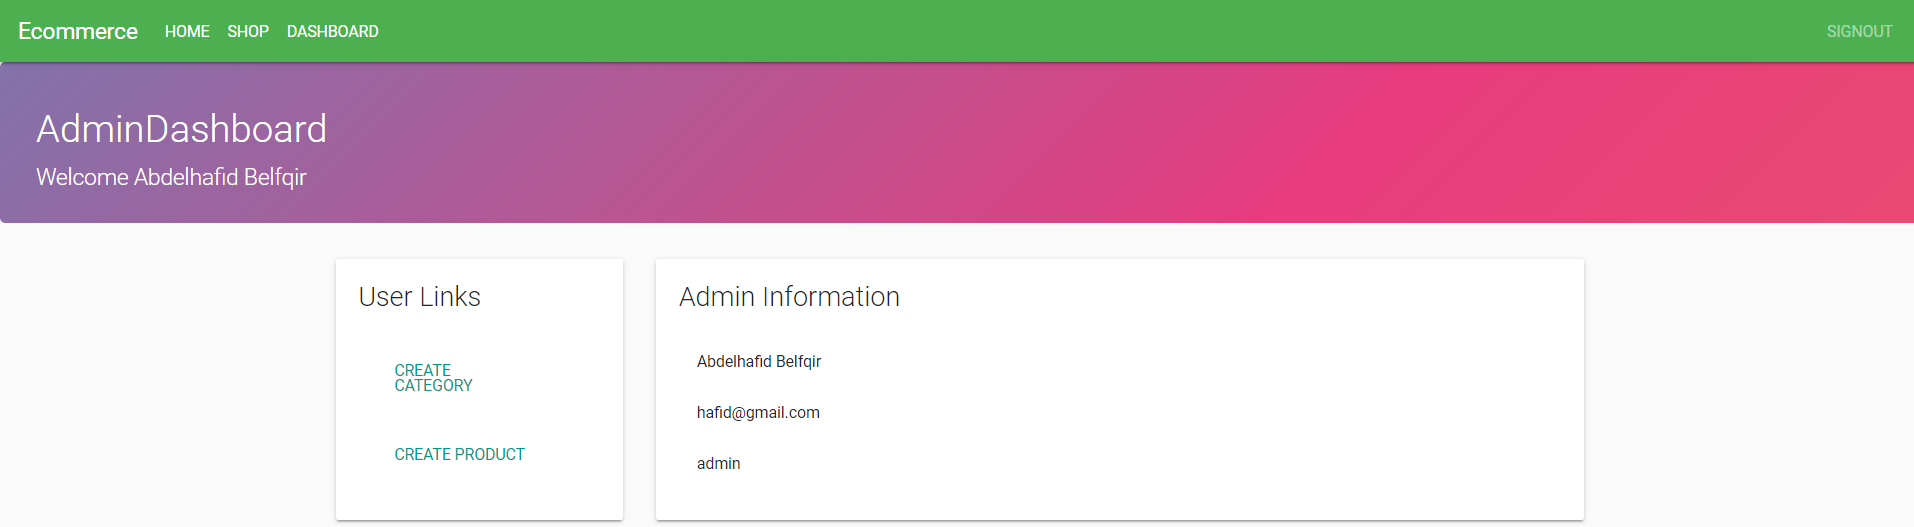 Ecommerce HOME SHOP DASHBOARD SIGNOUT
AdminDashboard
Welcome Abdelhafid Belfqir
User Links
CREATE
CATEGORY
CREATE PRODUCT
Admin Information
Abdelhafid Belfqir
hafid@gmail.com
admin